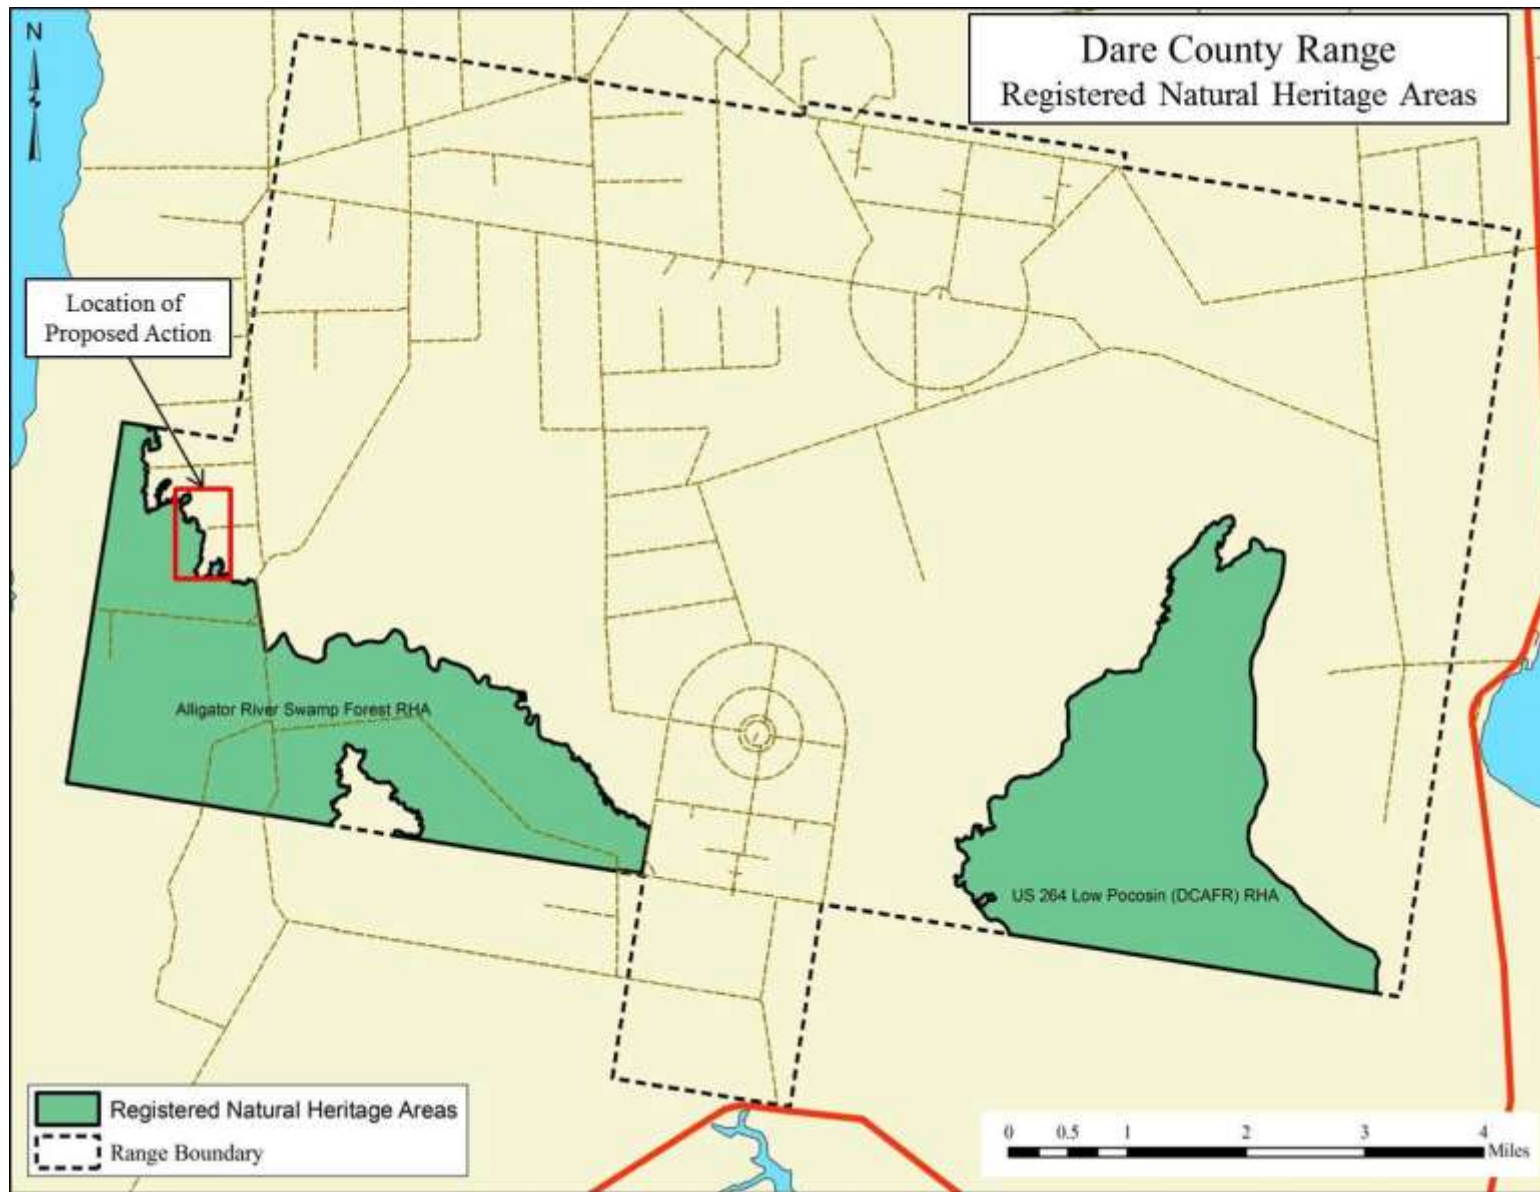 N
Dare County Range
Registered Natural Heritage Areas
Location of
Proposed Action
Alligator River Swamp Forest RHA
US 264 Low Pocosin (DCAFR) RHA
Registered Natural Heritage Areas
Range Boundary
0 0.5 1 2 3 4
Miles